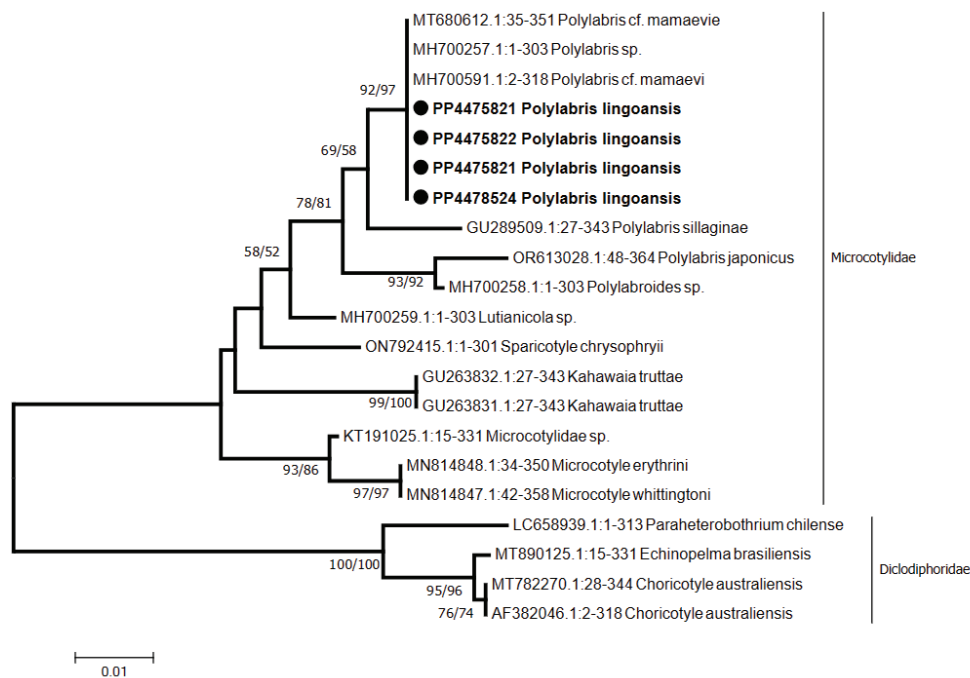 MT680612.1:35-351 Polylabris cf. mamaevie
MH700257.1:1-303 Polylabris sp.
MH700591.1:2-318 Polylabris cf. mamaevi
92/97
PP4475821 Polylabris lingoansis
PP4475822 Polylabris lingoansis
69/58
PP4475821 Polylabris lingoansis
PP4478524 Polylabris lingoansis
78/81
GU289509.1:27-343 Polylabris sillaginae
58/52
OR613028.1:48-364 Polylabris japonicus
Microcotylidae
93/92
MH700258.1:1-303 Polylabroides sp.
MH700259.1:1-303 Lutianicola sp.
ON792415.1:1-301 Sparicotyle chrysophryii
GU263832.1:27-343 Kahawaia truttae
99/100
GU263831.1:27-343 Kahawaia truttae
KT191025.1:15-331 Microcotylidae sp.
93/86
MN814848.1:34-350 Microcotyle erythrini
97/97
MN814847.1:42-358 Microcotyle whittingtoni
LC658939.1:1-313 Paraheterobothrium chilense
100/100
MT890125.1:15-331 Echinopelma brasiliensis
Diclodiphoridae
95/96
MT782270.1:28-344 Choricotyle australiensis
76/74
AF382046.1:2-318 Choricotyle australiensis
0.01